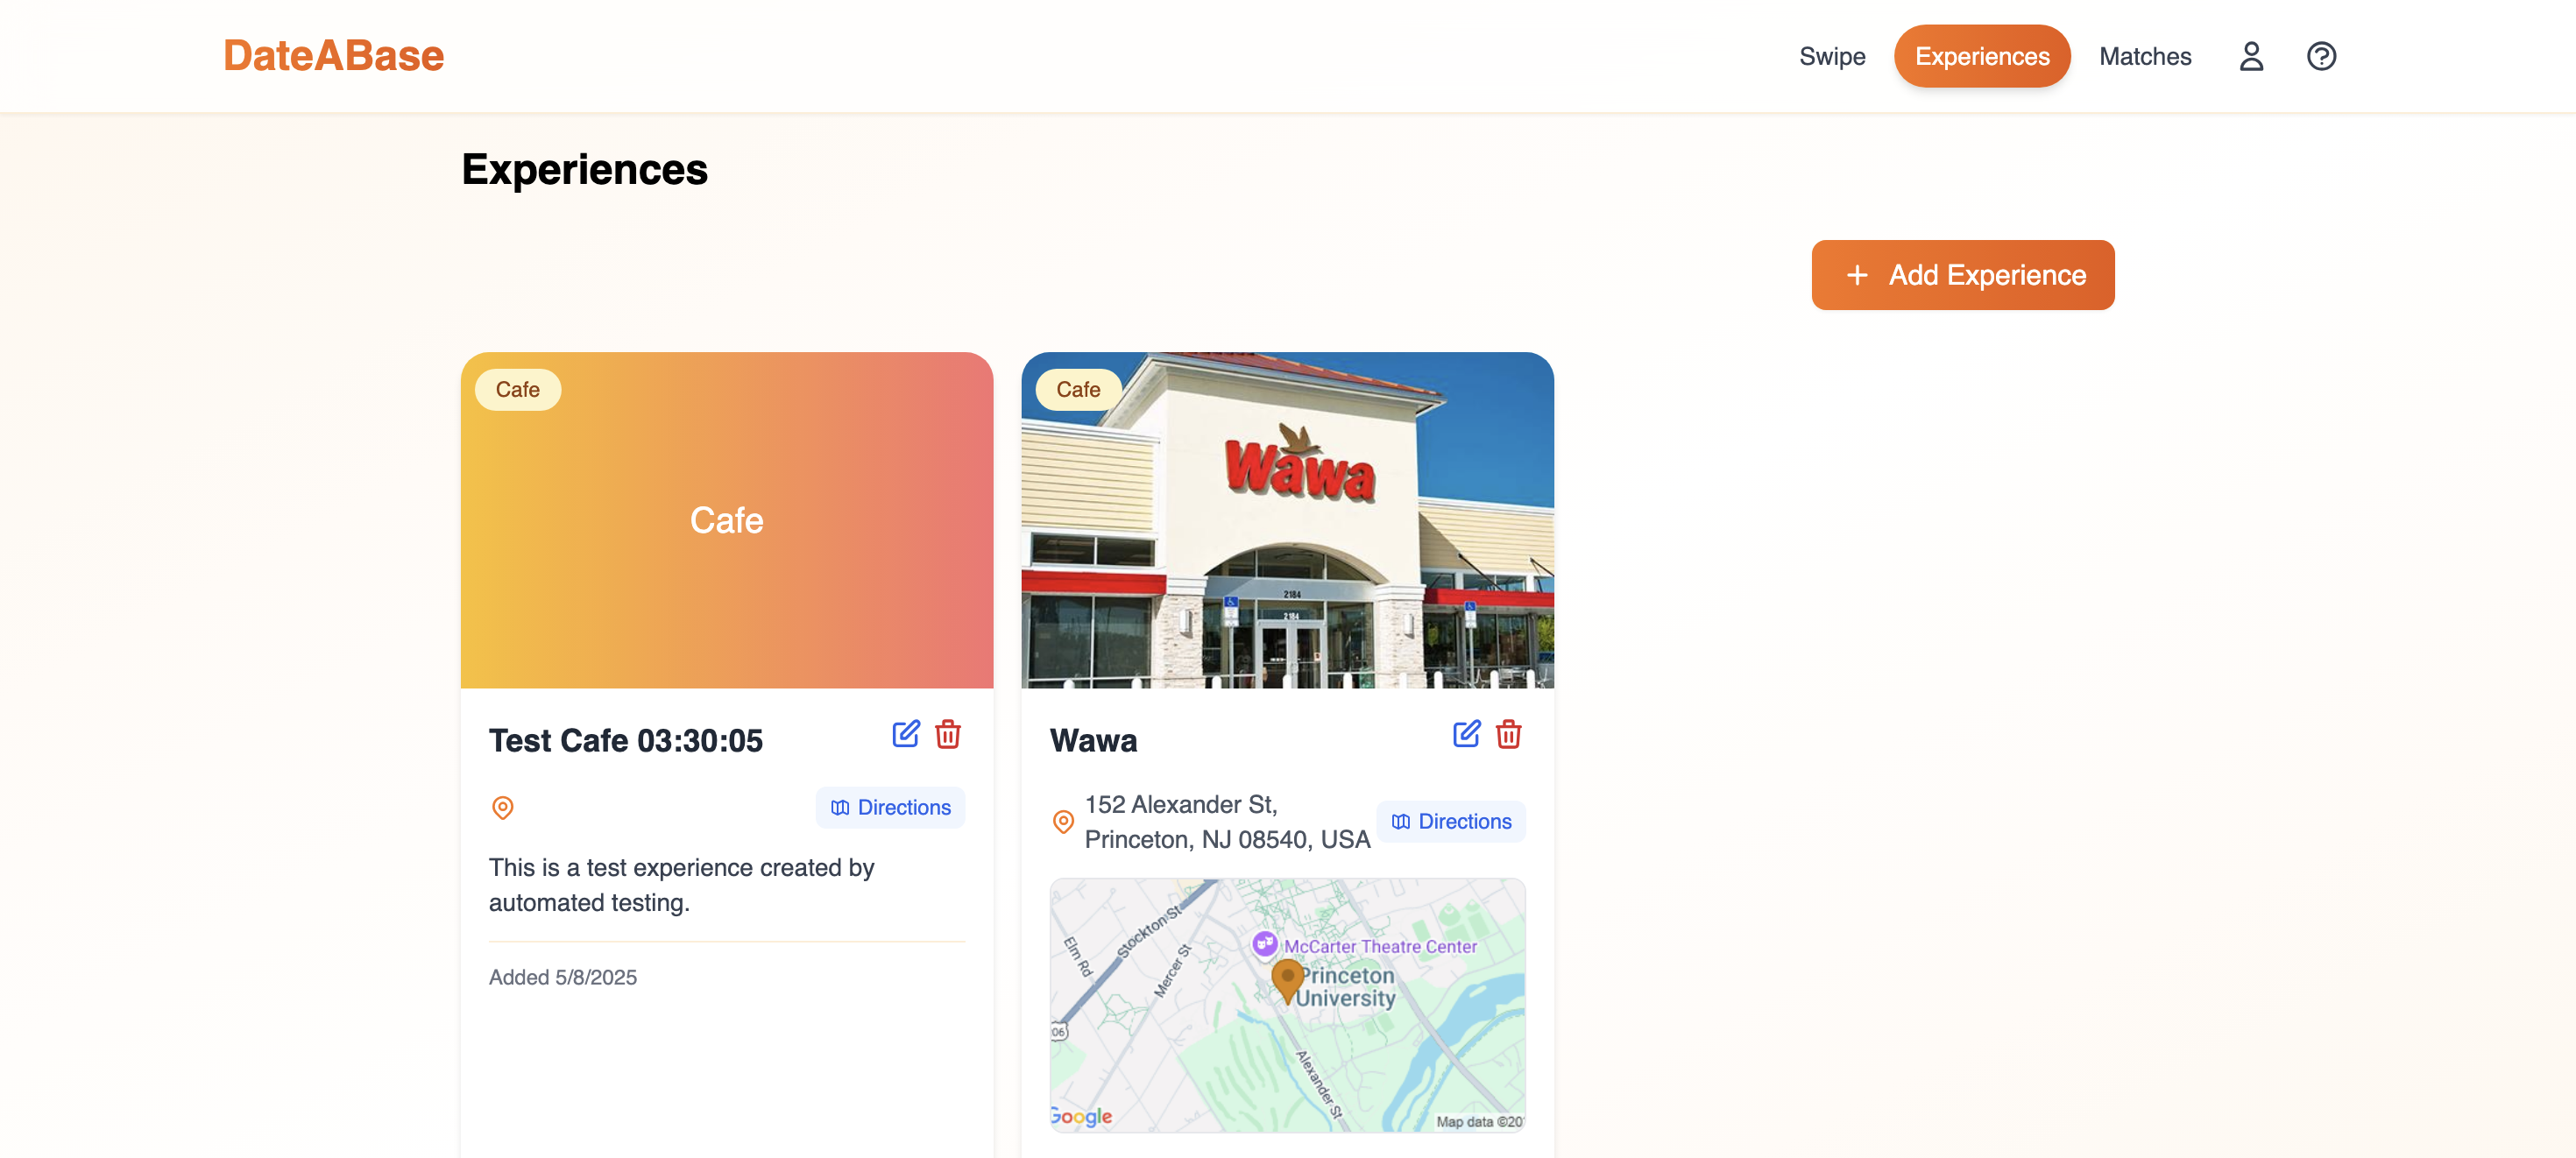 DateABase
Swipe
Experiences
Matches
Experiences
+ Add Experience
Cafe
Cafe
Test Cafe 03:30:05
Directions
This is a test experience created by
automated testing.
Added 5/8/2025
Cafe
Wawa
2184
2184
Wawa
152 Alexander St,
Princeton, NJ 08540, USA
Directions
Stockton St
Elm Rd
Mercer St
McCarter Theatre Center
Princeton
University
06
Alexander St
Google
Map data ©20